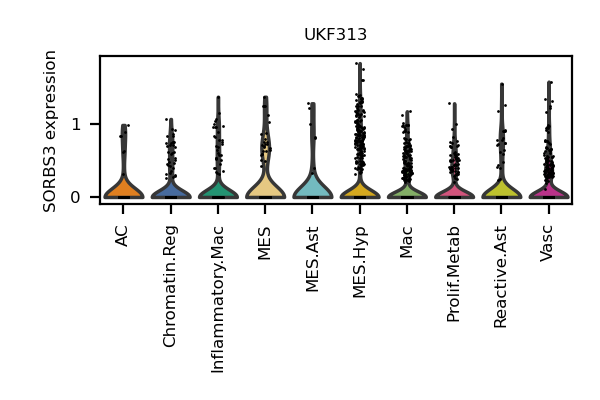 UKF313
SORBS3 expression
1
0
AC
Chromatin.Reg
Inflammatory.Mac
MES
MES.Ast
MES.Hyp
Mac
Prolif.Metab
Reactive.Ast
Vasc